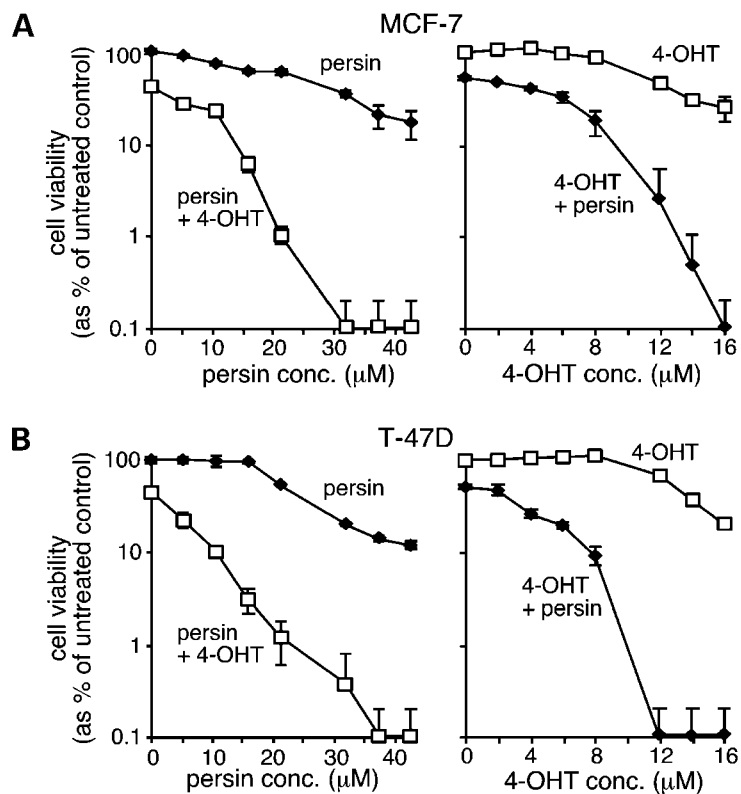 A
MCF-7
cell viability
(as % of untreated control)
100
10
1
0.1
persin
persin
+ 4-OHT
0 10 20 30 40
persin conc. (µM)
4-OHT
4-OHT
+ persin
0 4 8 12 16
4-OHT conc. (µM)
B
T-47D
cell viability
(as % of untreated control)
100
10
1
0.1
persin
persin
+ 4-OHT
0 10 20 30 40
persin conc. (µM)
4-OHT
4-OHT
+ persin
0 4 8 12 16
4-OHT conc. (µM)